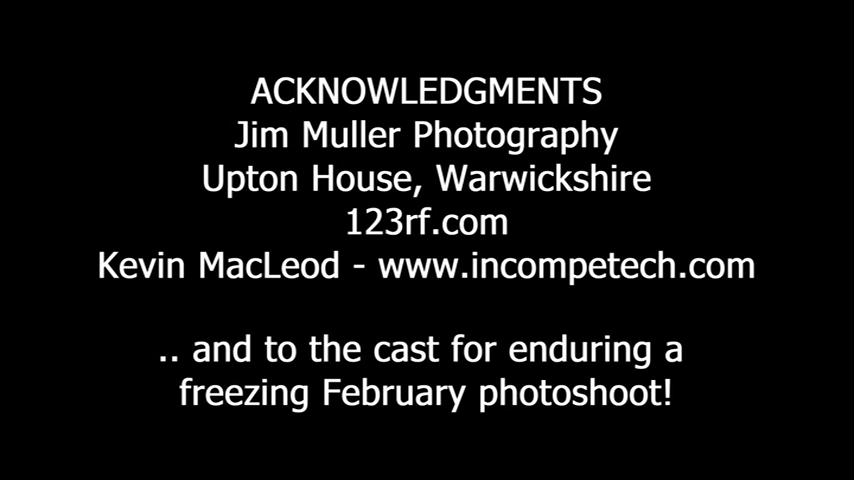 ACKNOWLEDGMENTS
Jim Muller Photography
Upton House, Warwickshire
123rf.com
Kevin MacLeod - www.incompetech.com
.. and to the cast for enduring a
freezing February photoshoot!